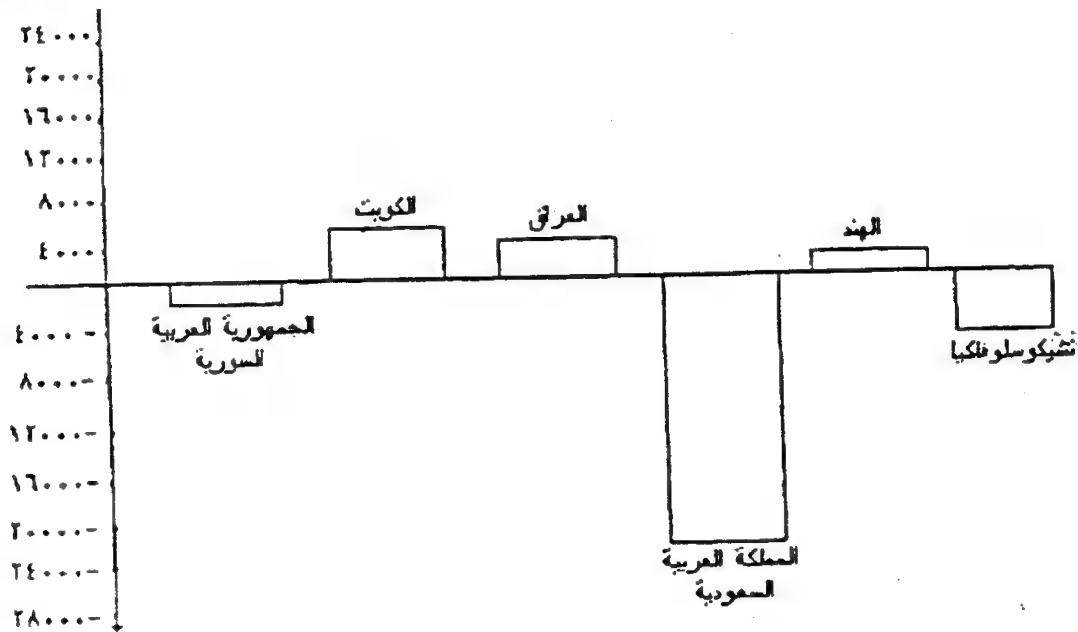 ٢٤٠٠٠
٢٠٠٠٠
١٦٠٠٠
١٢٠٠٠
٨٠٠٠
٤٠٠٠
٤٠٠٠-
٨٠٠٠-
١٢٠٠٠-
١٦٠٠٠-
٢٠٠٠٠-
٢٤٠٠٠-
٢٨٠٠٠-
الجمهورية العربية
السورية
الكويت
العراق
المملكة العربية
السعودية
الهند
تشيكوسلوفاكيا